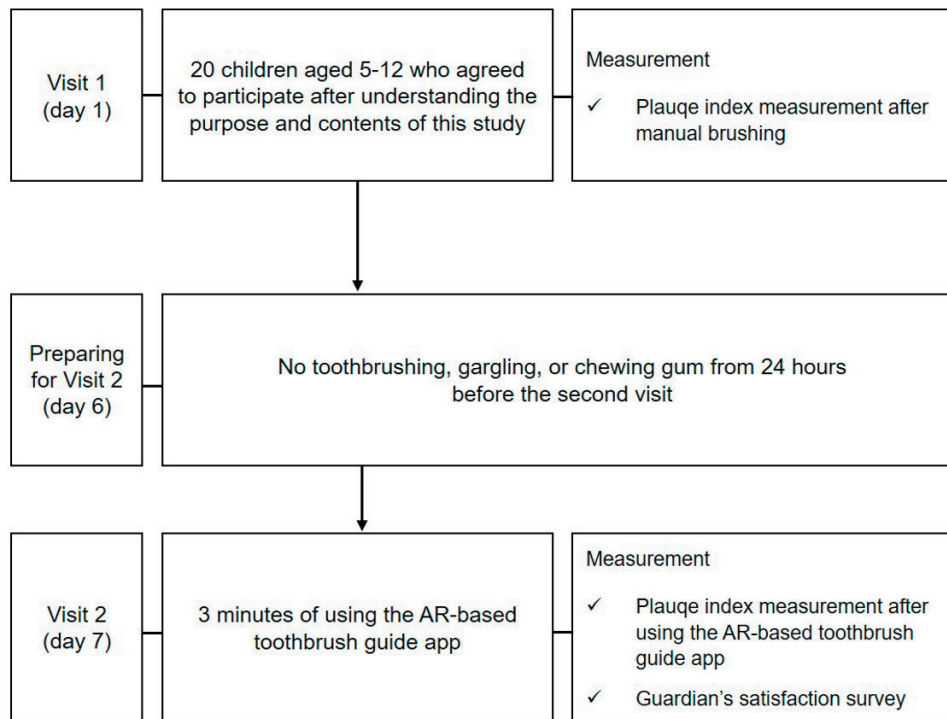 Visit 1
(day 1)
20 children aged 5-12 who agreed
to participate after understanding the
purpose and contents of this study
Measurement
✓ Plauqe index measurement after
manual brushing
Preparing
for Visit 2
(day 6)
No toothbrushing, gargling, or chewing gum from 24 hours
before the second visit
Visit 2
(day 7)
3 minutes of using the AR-based
toothbrush guide app
Measurement
✓ Plauqe index measurement after
using the AR-based toothbrush
guide app
✓ Guardian’s satisfaction survey